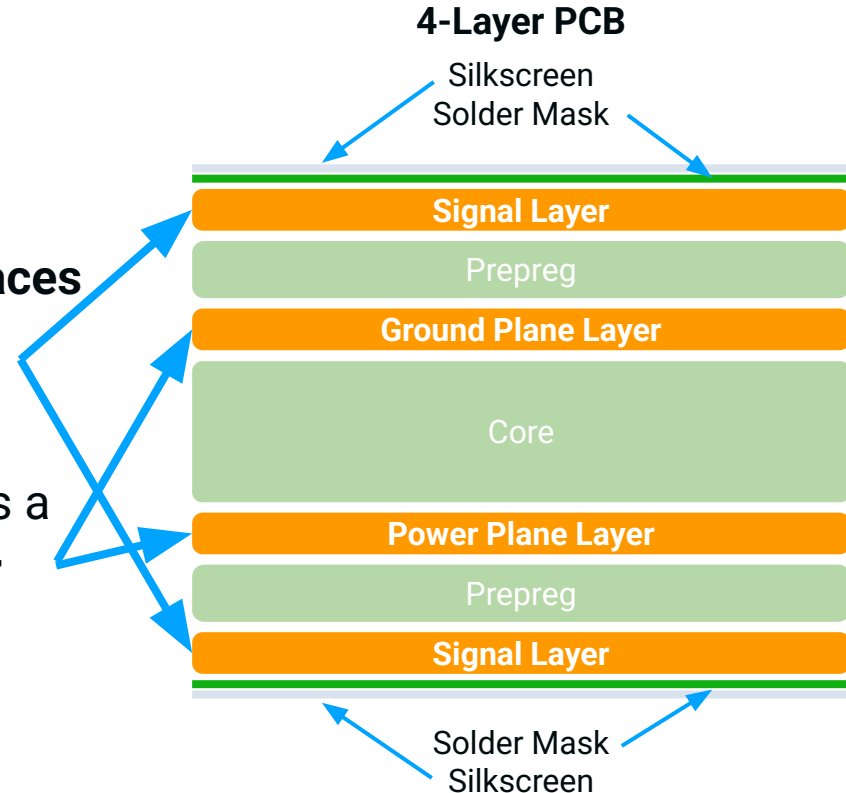 4-Layer PCB
Silkscreen
Solder Mask
Signal Layer
Prepreg
Ground Plane Layer
Core
s a
Power Plane Layer
Prepreg
Signal Layer
Solder Mask
Silkscreen